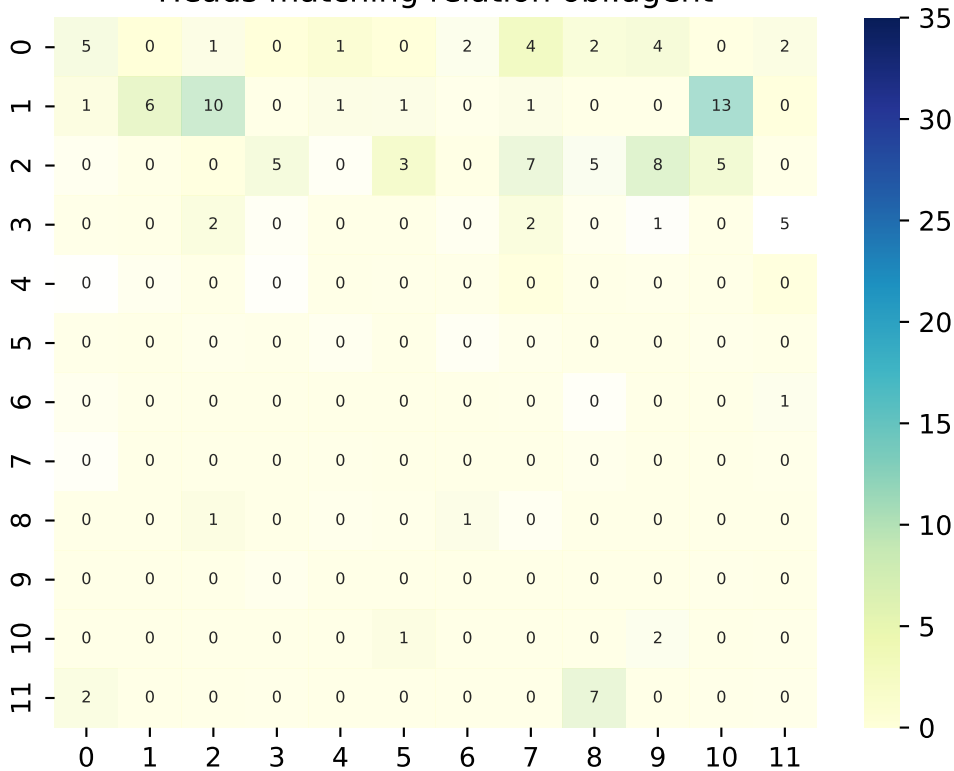 Heads matching relation obl:agent
0 5 0 1 0 1 0 2 4 2 4 0 2
1 1 6 10 0 1 1 0 1 0 0 13 0
2 0 0 0 5 0 3 0 7 5 8 5 0
3 0 0 2 0 0 0 0 2 0 1 0 5
4 0 0 0 0 0 0 0 0 0 0 0 0
5 0 0 0 0 0 0 0 0 0 0 0 0
6 0 0 0 0 0 0 0 0 0 0 0 1
7 0 0 0 0 0 0 0 0 0 0 0 0
8 0 0 1 0 0 0 1 0 0 0 0 0
9 0 0 0 0 0 0 0 0 0 0 0 0
10 0 0 0 0 0 1 0 0 0 2 0 0
11 2 0 0 0 0 0 0 0 7 0 0 0
0 1 2 3 4 5 6 7 8 9 10 11
35
30
25
20
15
10
5
0